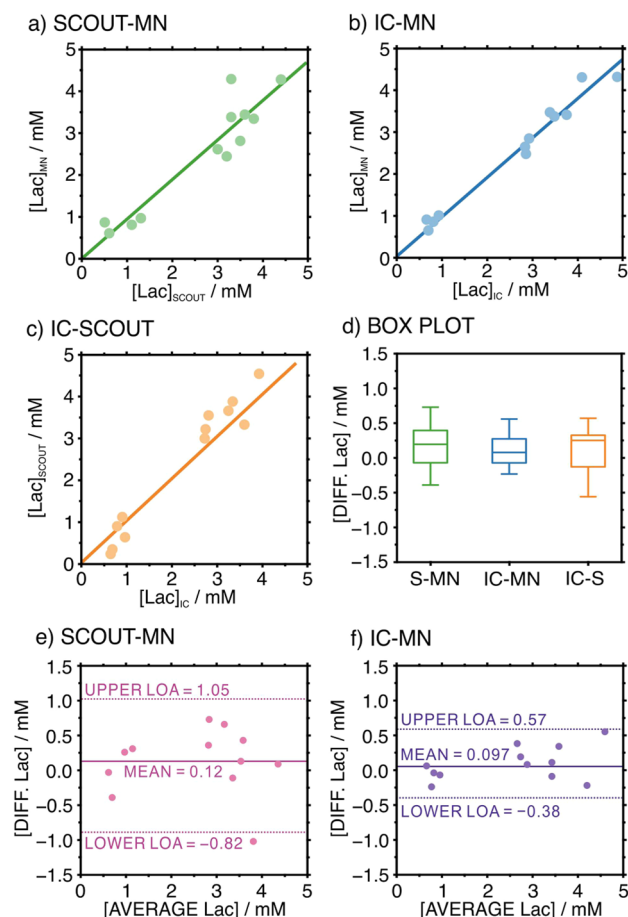 a) SCOUT-MN
5
4
3
2
1
0
0 1 2 3 4 5
[Lac]MN / mM
[Lac]SCOUT / mM
b) IC-MN
5
4
3
2
1
0
0 1 2 3 4 5
[Lac]MN / mM
[Lac]IC / mM
c) IC-SCOUT
5
4
3
2
1
0
0 1 2 3 4 5
[Lac]SCOUT / mM
[Lac]IC / mM
d) BOX PLOT
1.5
1.0
0.5
0.0
−0.5
−1.0
−1.5
[DIFF. Lac] / mM
S-MN IC-MN IC-S
e) SCOUT-MN
1.5
1.0
0.5
0.0
−0.5
−1.0
−1.5
[DIFF. Lac] / mM
UPPER LOA = 1.05
MEAN = 0.12
LOWER LOA = −0.82
0 1 2 3 4 5
[AVERAGE Lac] / mM
f) IC-MN
1.5
1.0
0.5
0.0
−0.5
−1.0
−1.5
[DIFF. Lac] / mM
UPPER LOA = 0.57
MEAN = 0.097
LOWER LOA = −0.38
0 1 2 3 4 5
[AVERAGE Lac] / mM